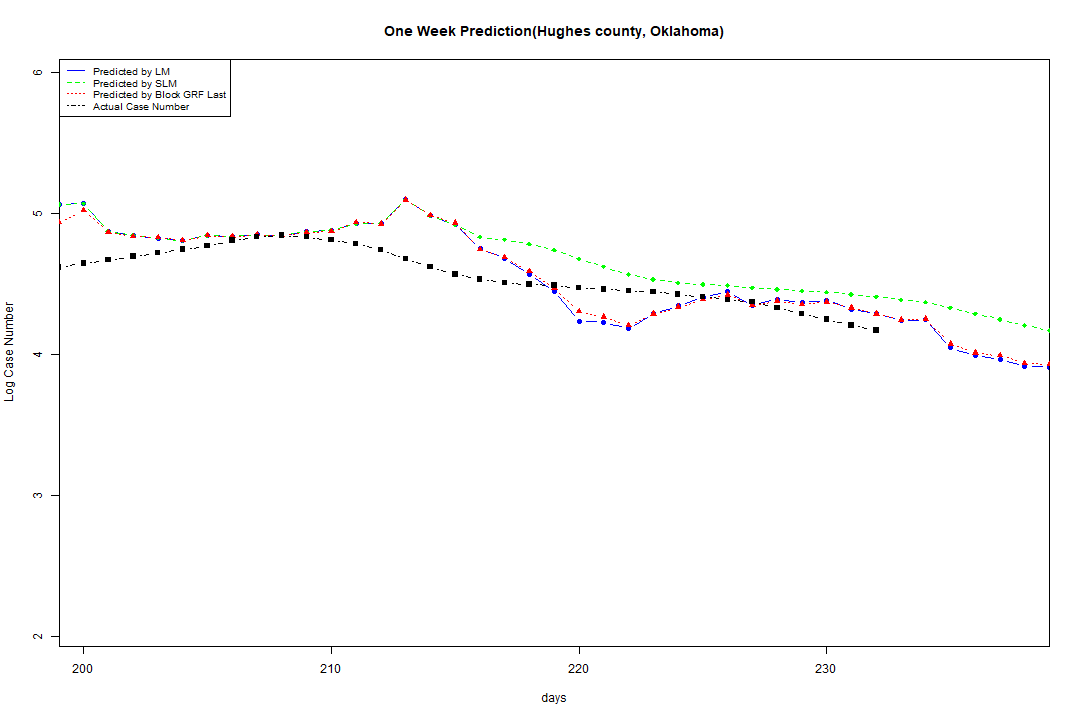 One Week Prediction(Hughes county, Oklahoma)
Predicted by LM
Predicted by SLM
Predicted by Block GRF Last
Actual Case Number
6
5
4
3
2
Log Case Number
200 210 220 230
days